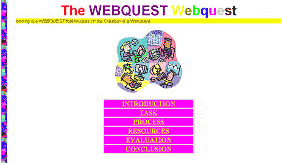 The WEBQUEST Webquest
INTRODUCTION
TASK
PROCESS
RESOURCES
EVALUATION
CONCLUSION